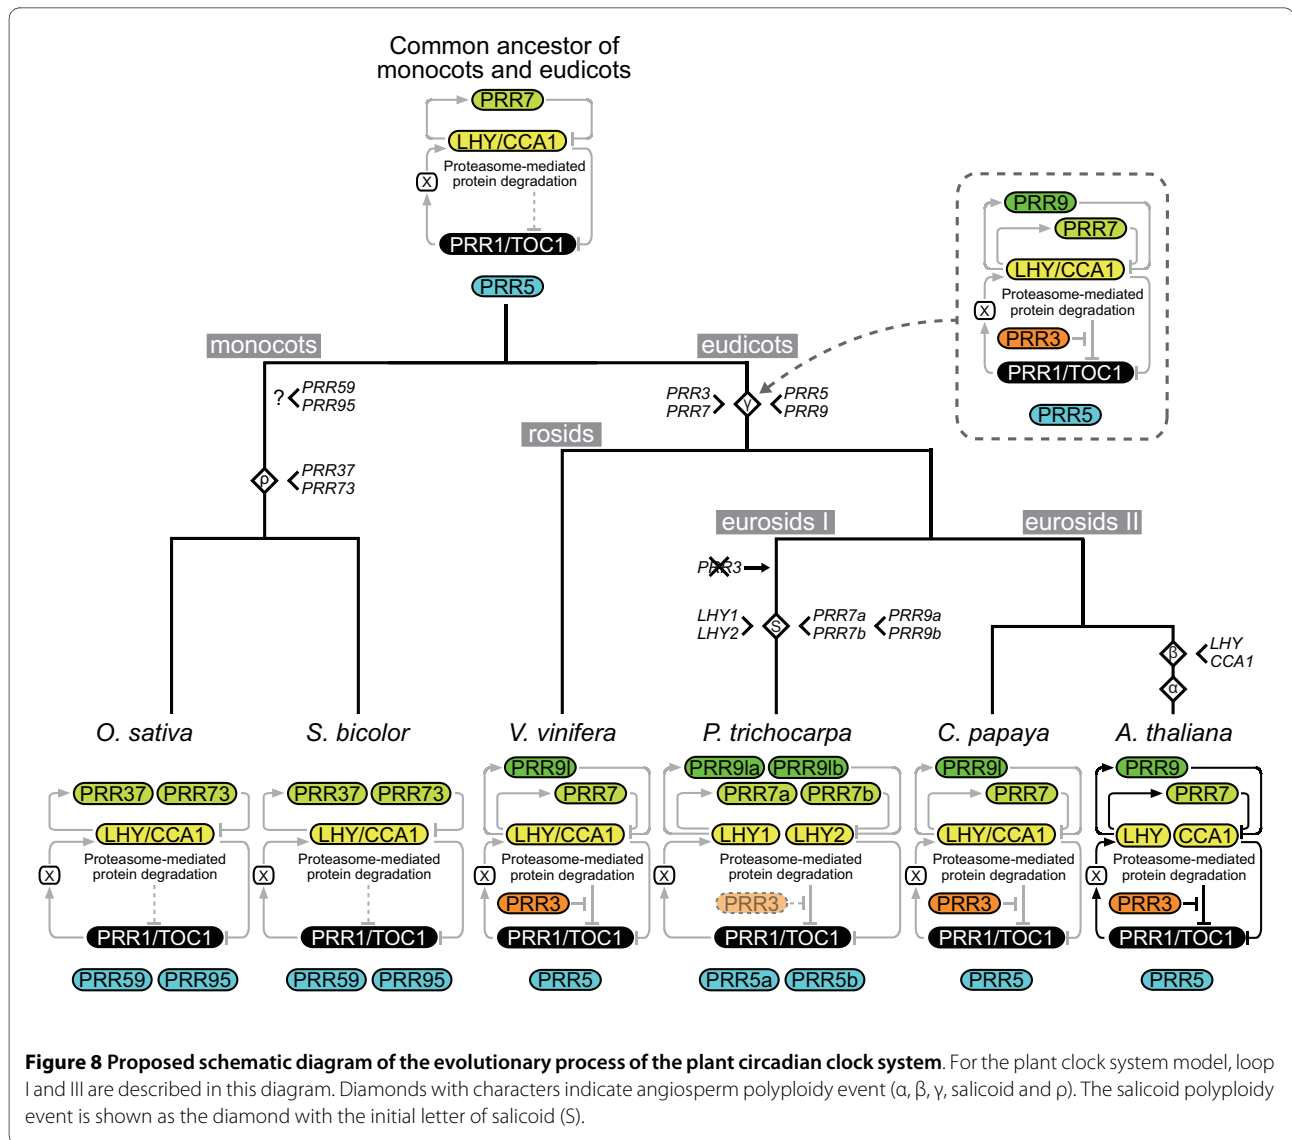 Common ancestor of
monocots and eudicots
PRR7
LHY/CCA1
Proteasome-mediated
protein degradation
X
PRR1/TOC1
PRR5
PRR9
PRR7
LHY/CCA1
Proteasome-mediated
protein degradation
X
PRR3
PRR1/TOC1
PRR5
monocots
eudicots
?
PRR59
PRR95
PRR3
PRR7
γ
PRR5
PRR9
rosids
ρ
PRR37
PRR73
eurosids I
eurosids II
PRR3
LHY1
LHY2
S
PRR7a
PRR7b
PRR9a
PRR9b
β
LHY
CCA1
α
O. sativa
S. bicolor
V. vinifera
P. trichocarpa
C. papaya
A. thaliana
PRR37 PRR73
LHY/CCA1
Proteasome-mediated
protein degradation
X
PRR1/TOC1
PRR59 PRR95
PRR37 PRR73
LHY/CCA1
Proteasome-mediated
protein degradation
X
PRR1/TOC1
PRR59 PRR95
PRR9l
PRR7
LHY/CCA1
Proteasome-mediated
protein degradation
X
PRR3
PRR1/TOC1
PRR5
PRR9la PRR9lb
PRR7a PRR7b
LHY1 LHY2
Proteasome-mediated
protein degradation
X
PRR3
PRR1/TOC1
PRR5a PRR5b
PRR9l
PRR7
LHY/CCA1
Proteasome-mediated
protein degradation
X
PRR3
PRR1/TOC1
PRR5
PRR9
PRR7
LHY CCA1
Proteasome-mediated
protein degradation
X
PRR3
PRR1/TOC1
PRR5
Figure 8 Proposed schematic diagram of the evolutionary process of the plant circadian clock system. For the plant clock system model, loop
I and III are described in this diagram. Diamonds with characters indicate angiosperm polyploidy event (α, β, γ, salicoid and ρ). The salicoid polyploidy
event is shown as the diamond with the initial letter of salicoid (S).